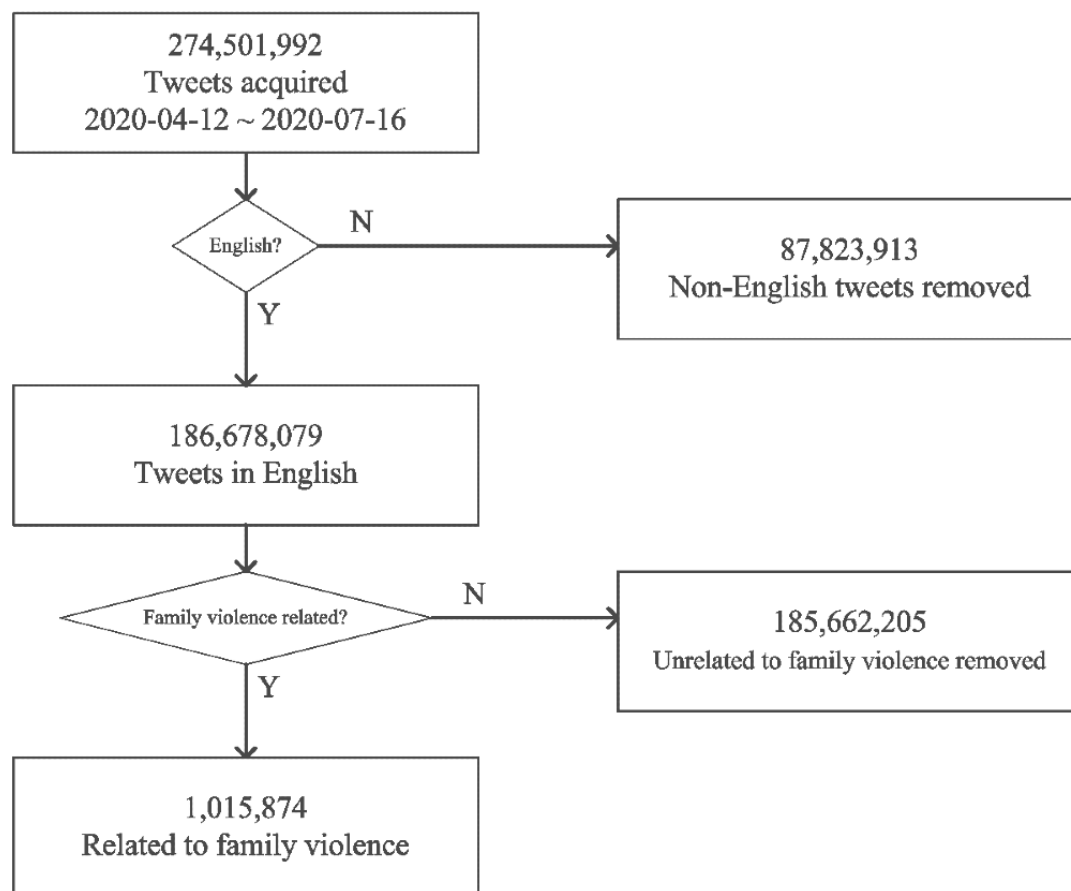 274,501,992
Tweets acquired
2020-04-12 ~ 2020-07-16
English?
N
87,823,913
Non-English tweets removed
Y
186,678,079
Tweets in English
Family violence related?
N
185,662,205
Unrelated to family violence removed
Y
1,015,874
Related to family violence